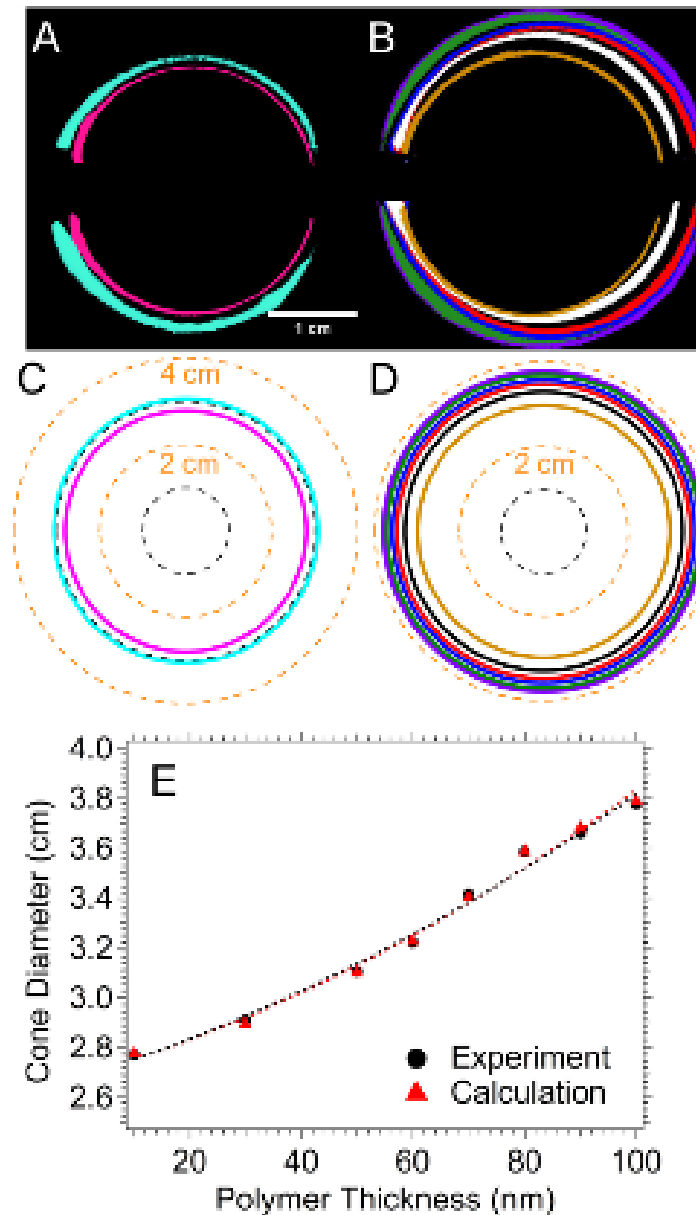 A
B
1 cm
C
4 cm
2 cm
D
2 cm
E
4.0
3.8
3.6
3.4
3.2
3.0
2.8
2.6
Cone Diameter (cm)
Experiment
Calculation
20 40 60 80 100
Polymer Thickness (nm)